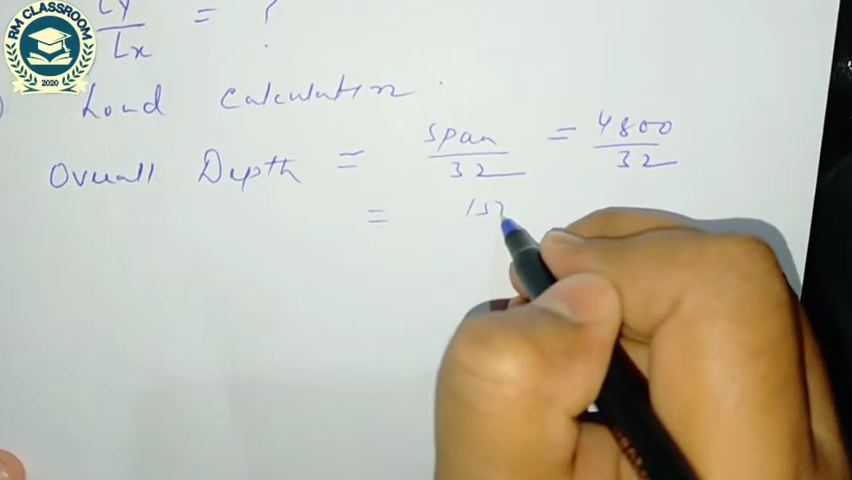 RM CLASSROOM
2020
Ly / Lx = ?
Load Calculation.
Overall Depth = Span / 32 = 4800 / 32
= 15